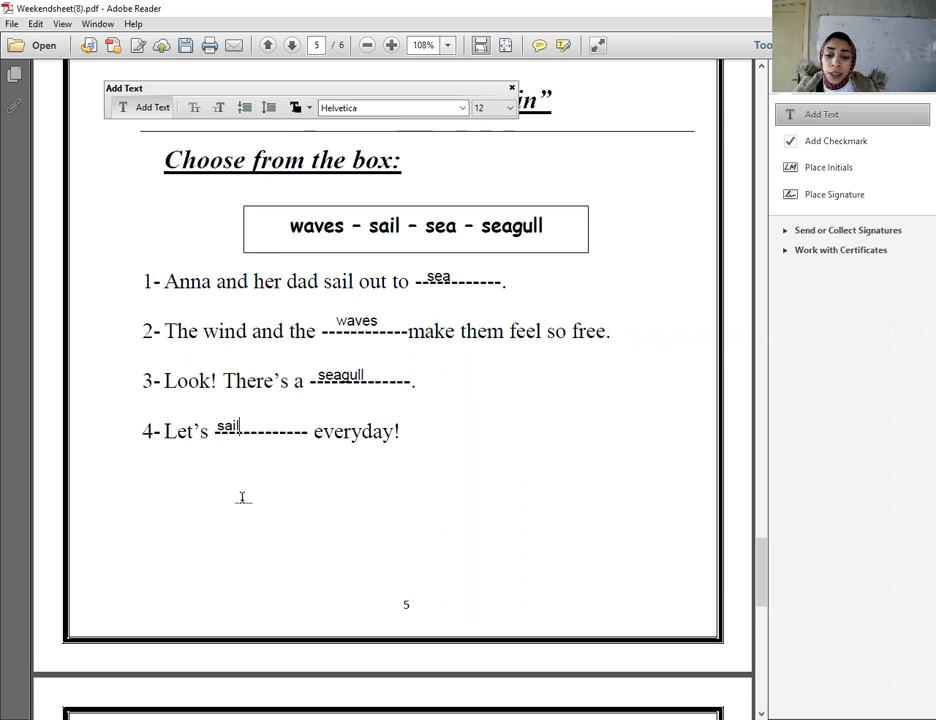 Weekendsheet(8).pdf - Adobe Reader
File Edit View Window Help
Open 5 / 6 108%
Add Text
Add Text Helvetica 12
in”
Choose from the box:
waves – sail – sea – seagull
1- Anna and her dad sail out to --sea--------.
2- The wind and the --waves--------make them feel so free.
3- Look! There’s a --seagull--------.
4- Let’s --sail---------- everyday!
5
Add Text
Add Checkmark
Place Initials
Place Signature
Send or Collect Signatures
Work with Certificates